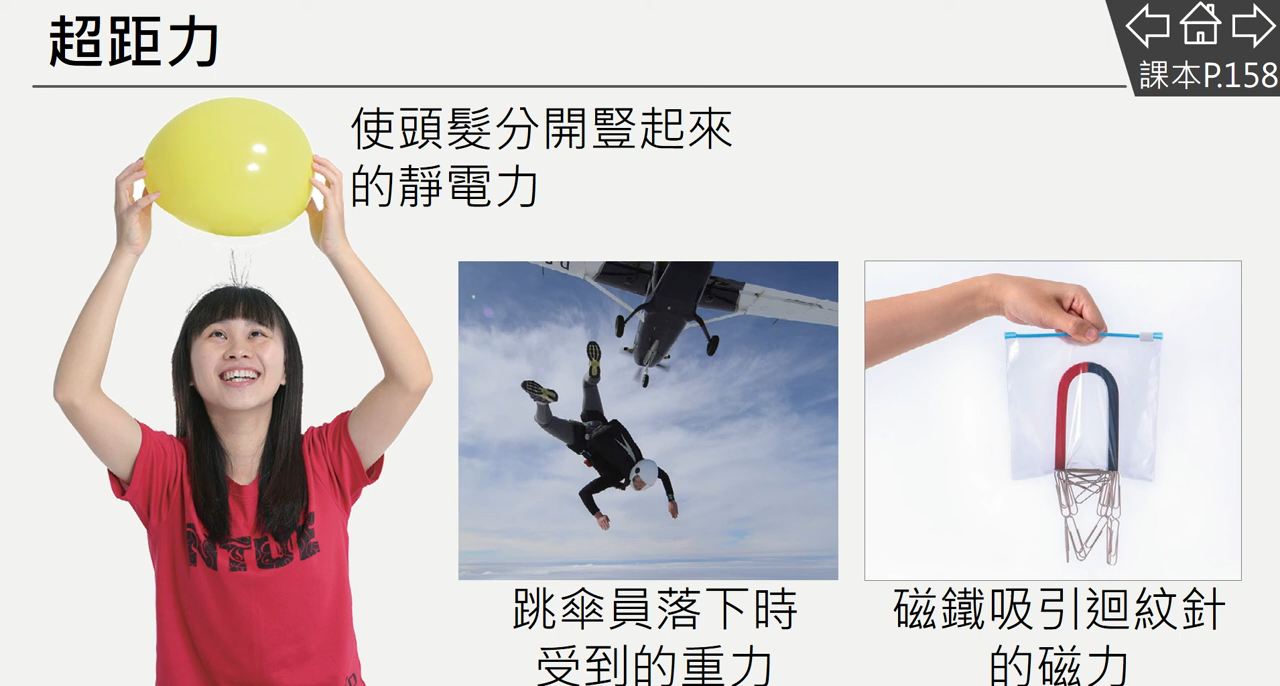 超距力
課本P.158
使頭髮分開豎起來
的靜電力
NTUE
跳傘員落下時
受到的重力
磁鐵吸引迴紋針
的磁力